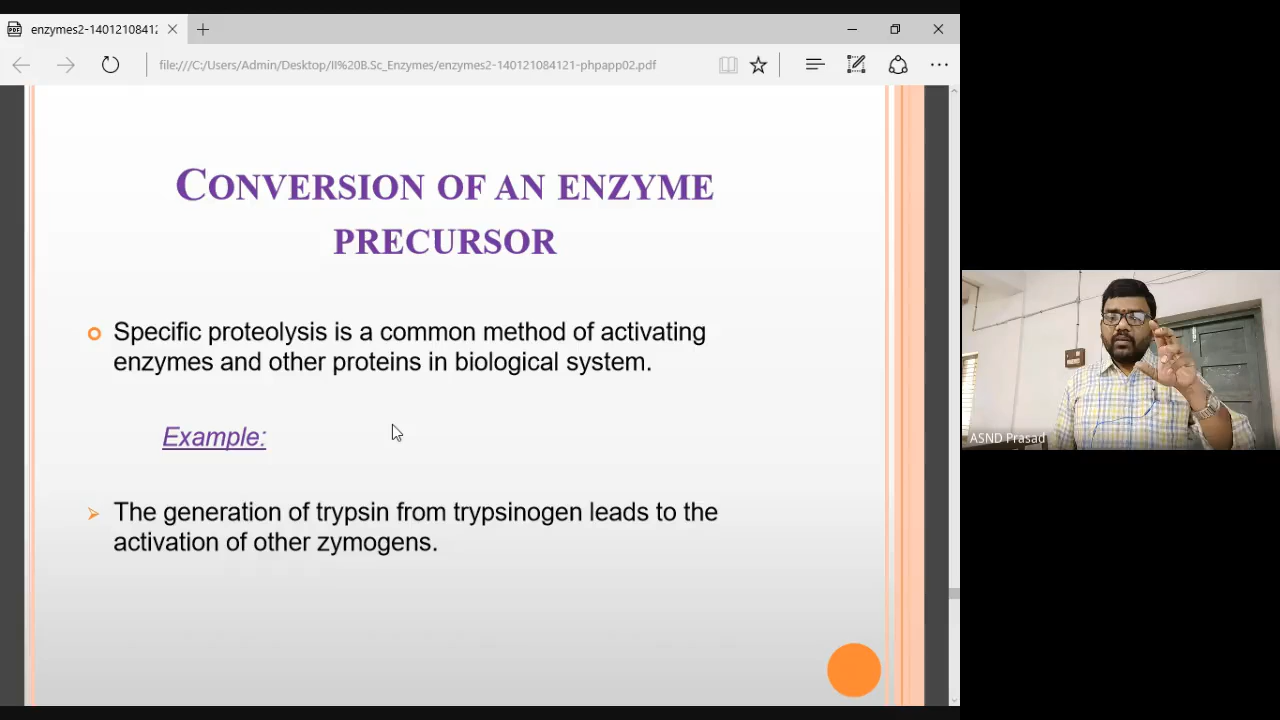 enzymes2-1401210841
file:///C:/Users/Admin/Desktop/II%20B.Sc_Enzymes/enzymes2-140121084121-phpapp02.pdf
CONVERSION OF AN ENZYME
PRECURSOR
Specific proteolysis is a common method of activating
enzymes and other proteins in biological system.
Example:
The generation of trypsin from trypsinogen leads to the
activation of other zymogens.
ASND Prasad